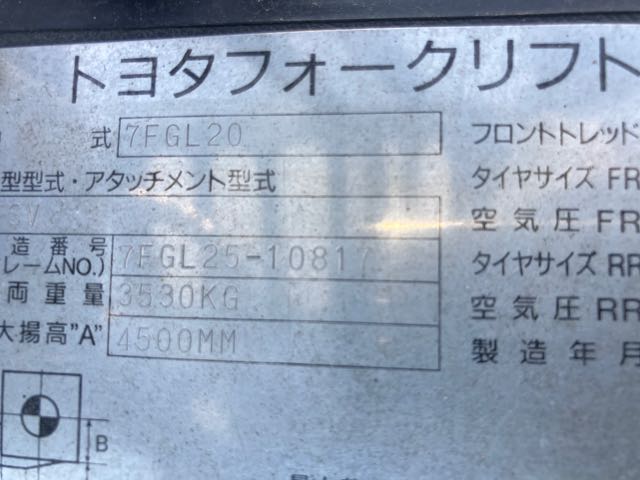 トヨタフォークリフト
式 7FGL20 フロントトレッド
型型式・アタッチメント型式 タイヤサイズ FR
V 空気圧 FR
造番号 7FGL25-10817 タイヤサイズ RR
レームNO.)
両重量 3530KG 空気圧 RR
大揚高"A" 4500MM 製造年月
B